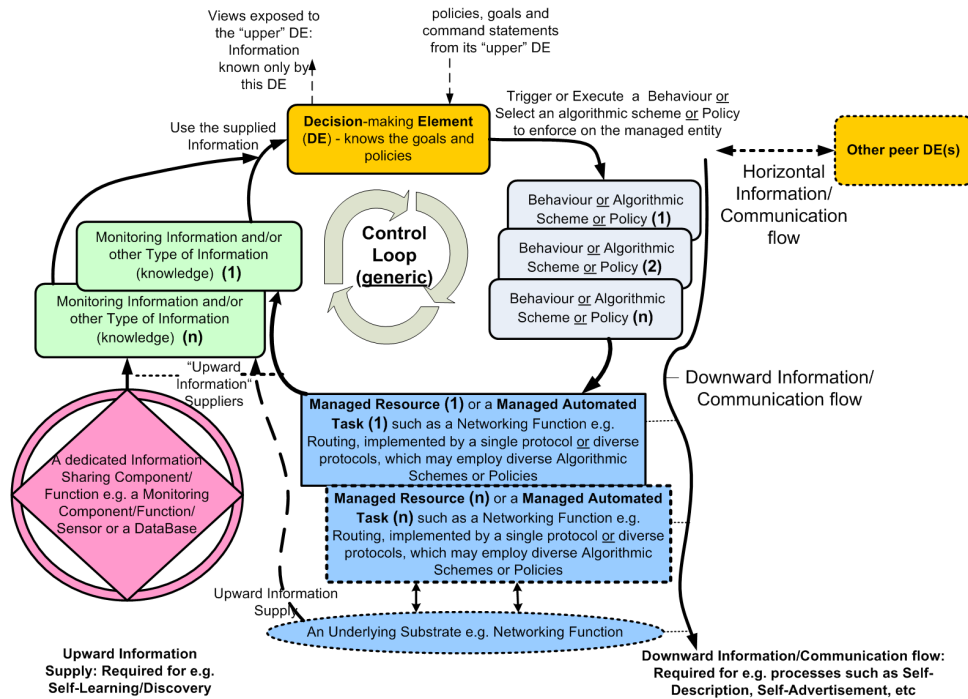 Views exposed
to the "upper" DE:
Information
known only by
this DE
policies, goals and
command statements
from its "upper" DE
Use the supplied
Information
Decision-making Element
(DE) - knows the goals and
policies
Trigger or Execute a Behaviour or
Select an algorithmic scheme or Policy
to enforce on the managed entity
Other peer DE(s)
Horizontal
Information/
Communication
flow
Behaviour or Algorithmic
Scheme or Policy (1)
Behaviour or Algorithmic
Scheme or Policy (2)
Behaviour or Algorithmic
Scheme or Policy (n)
Control
Loop
(generic)
Monitoring Information and/or
other Type of Information
(knowledge) (1)
Monitoring Information and/or
other Type of Information
(knowledge) (n)
"Upward
Information"
Suppliers
Downward Information/
Communication flow
Managed Resource (1) or a Managed Automated
Task (1) such as a Networking Function e.g.
Routing, implemented by a single protocol or diverse
protocols, which may employ diverse Algorithmic
Schemes or Policies
A dedicated Information
Sharing Component/
Function e.g. a Monitoring
Component/Function/
Sensor or a DataBase
Managed Resource (n) or a Managed Automated
Task (n) such as a Networking Function e.g.
Routing, implemented by a single protocol or diverse
protocols, which may employ diverse Algorithmic
Schemes or Policies
Upward Information
Supply
An Underlying Substrate e.g. Networking Function
Upward Information
Supply: Required for e.g.
Self-Learning/Discovery
Downward Information/Communication flow:
Required for e.g. processes such as Self-
Description, Self-Advertisement, etc